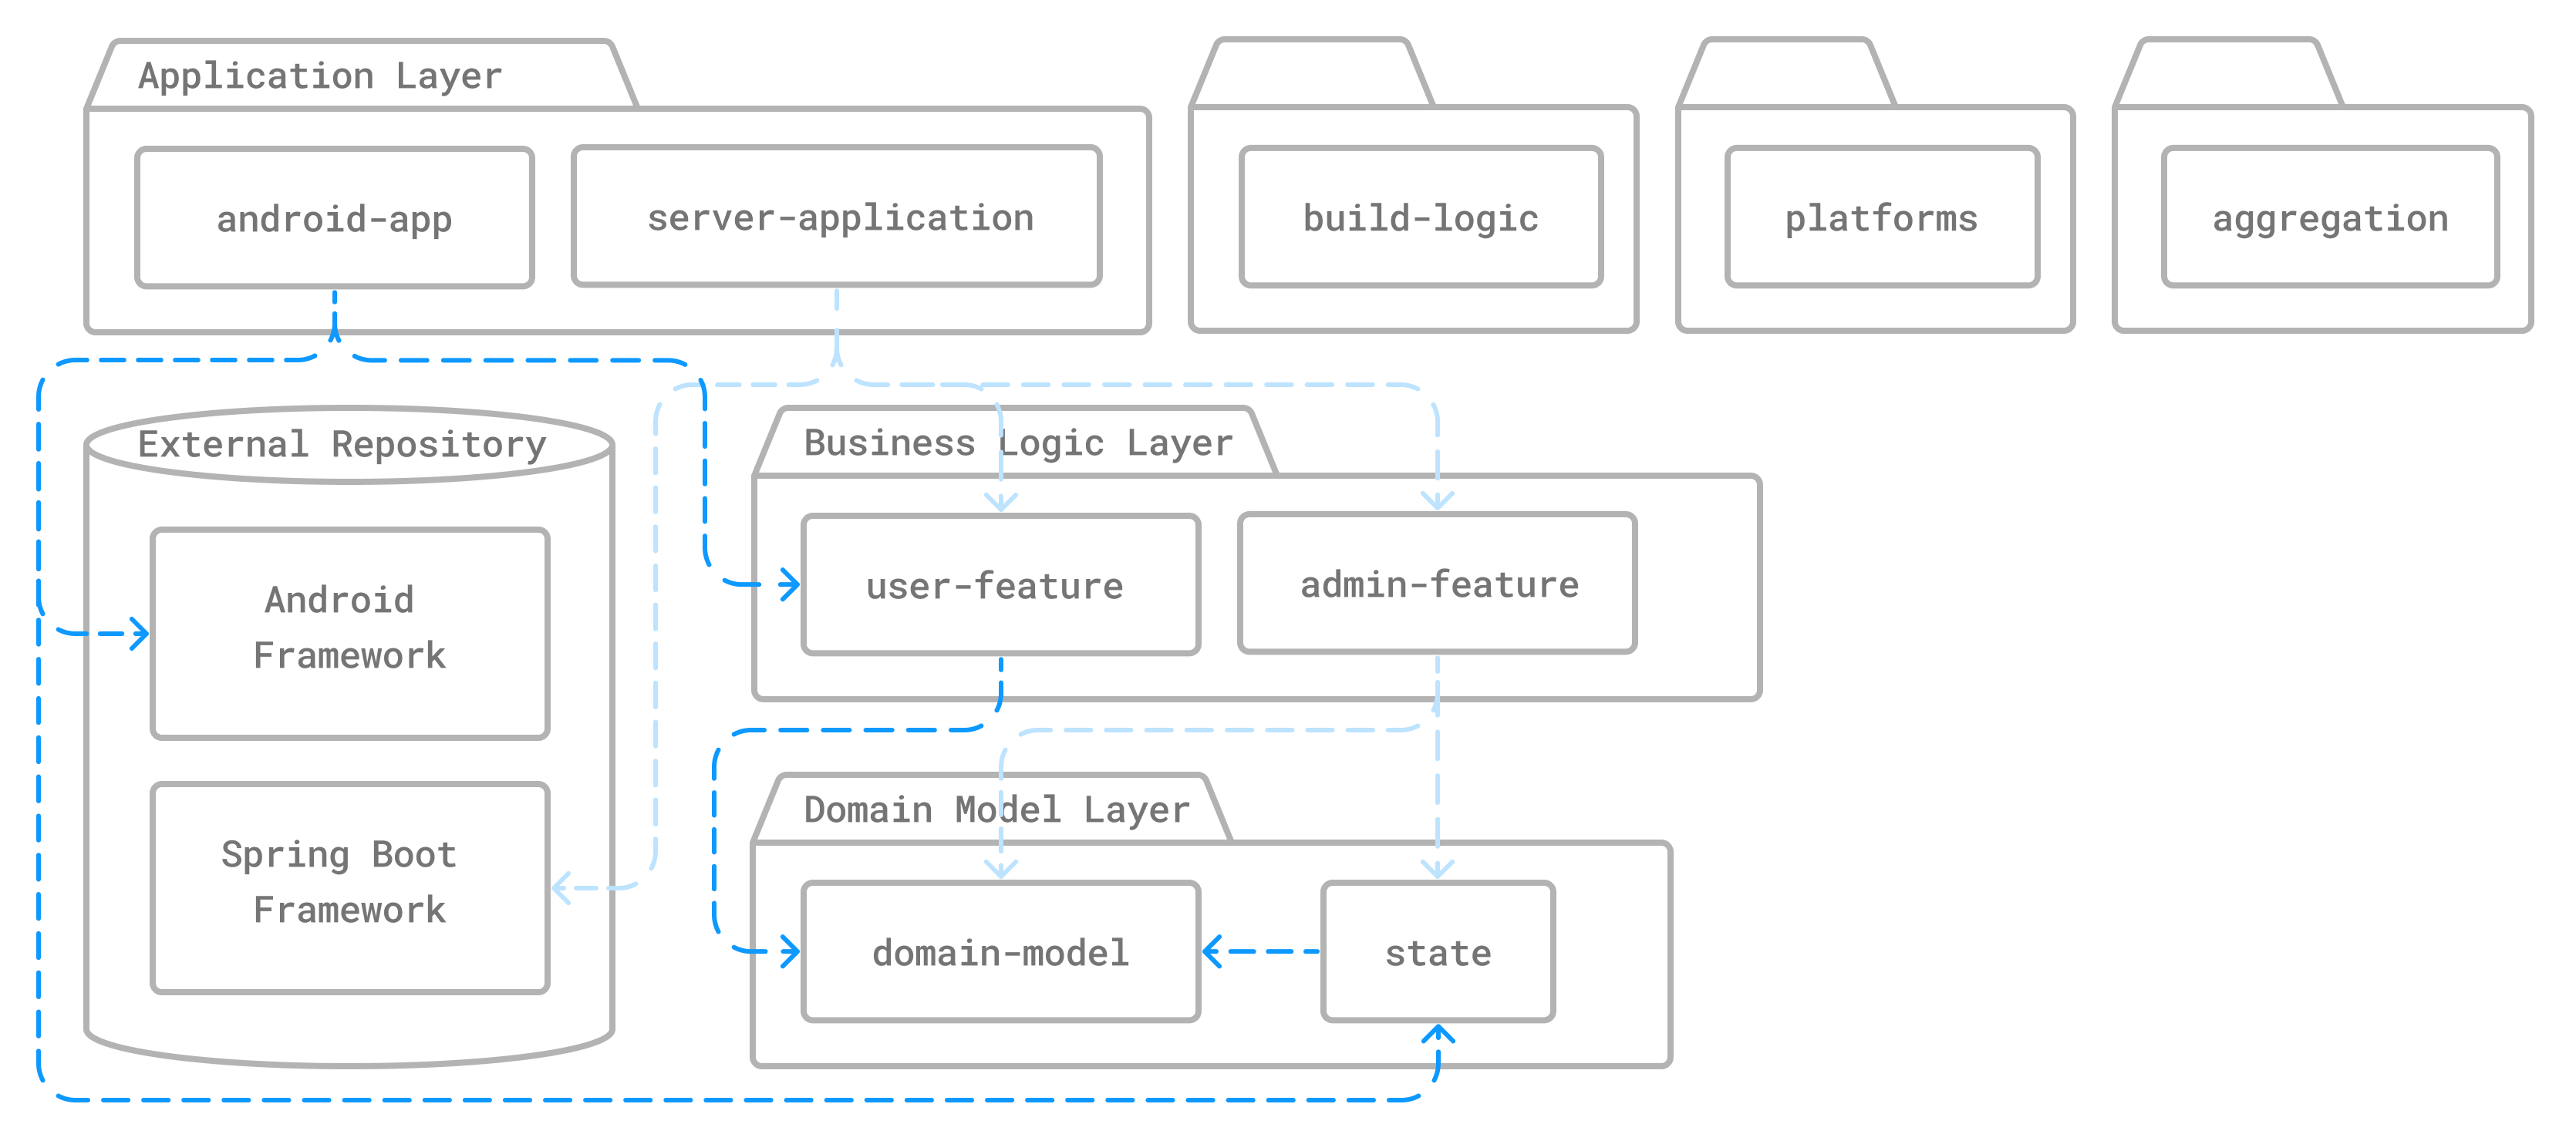 Application Layer
android-app
server-application
build-logic
platforms
aggregation
External Repository
Android
Framework
Spring Boot
Framework
Business Logic Layer
user-feature
admin-feature
Domain Model Layer
domain-model
state